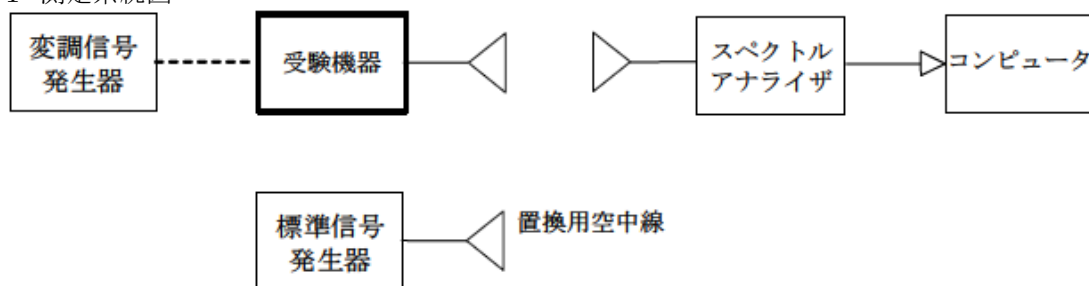 1 測定系統図
変調信号
発生器
受験機器
スペクトル
アナライザ
コンピュータ
標準信号
発生器
置換用空中線